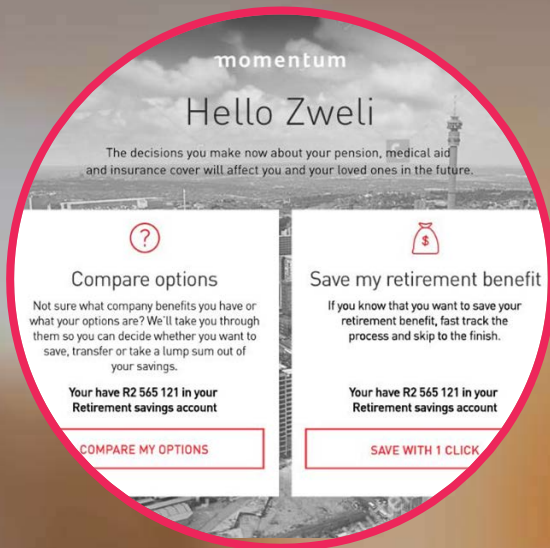 momentum
Hello Zweli
The decisions you make now about your pension, medical aid
and insurance cover will affect you and your loved ones in the future.
?
Compare options
Not sure what company benefits you have or
what your options are? We'll take you through
them so you can decide whether you want to
save, transfer or take a lump sum out of
your savings.
Your have R2 565 121 in your
Retirement savings account
COMPARE MY OPTIONS
$
Save my retirement benefit
If you know that you want to save your
retirement benefit, fast track the
process and skip to the finish.
Your have R2 565 121 in your
Retirement savings account
SAVE WITH 1 CLICK